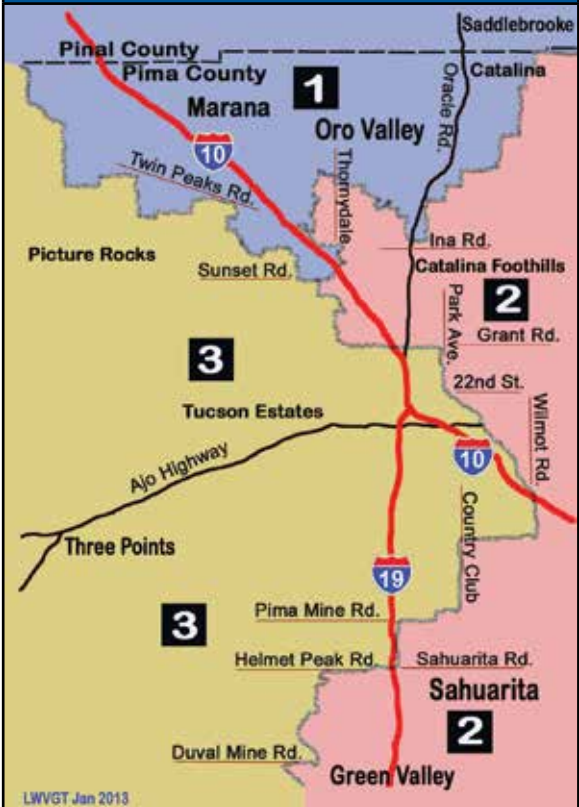 Saddlebrooke
Pinal County
Pima County
Catalina
1
Marana
Oro Valley
Oracle Rd.
10
Twin Peaks Rd.
Thornydale
Ina Rd.
Picture Rocks
Sunset Rd.
Catalina Foothills
2
Park Ave.
Grant Rd.
3
22nd St.
Tucson Estates
Wilmot Rd.
10
Ajo Highway
Country Club
Three Points
19
3
Pima Mine Rd.
Helmet Peak Rd.
Sahuarita Rd.
Sahuarita
2
Duval Mine Rd.
Green Valley
LWVGT Jan 2013